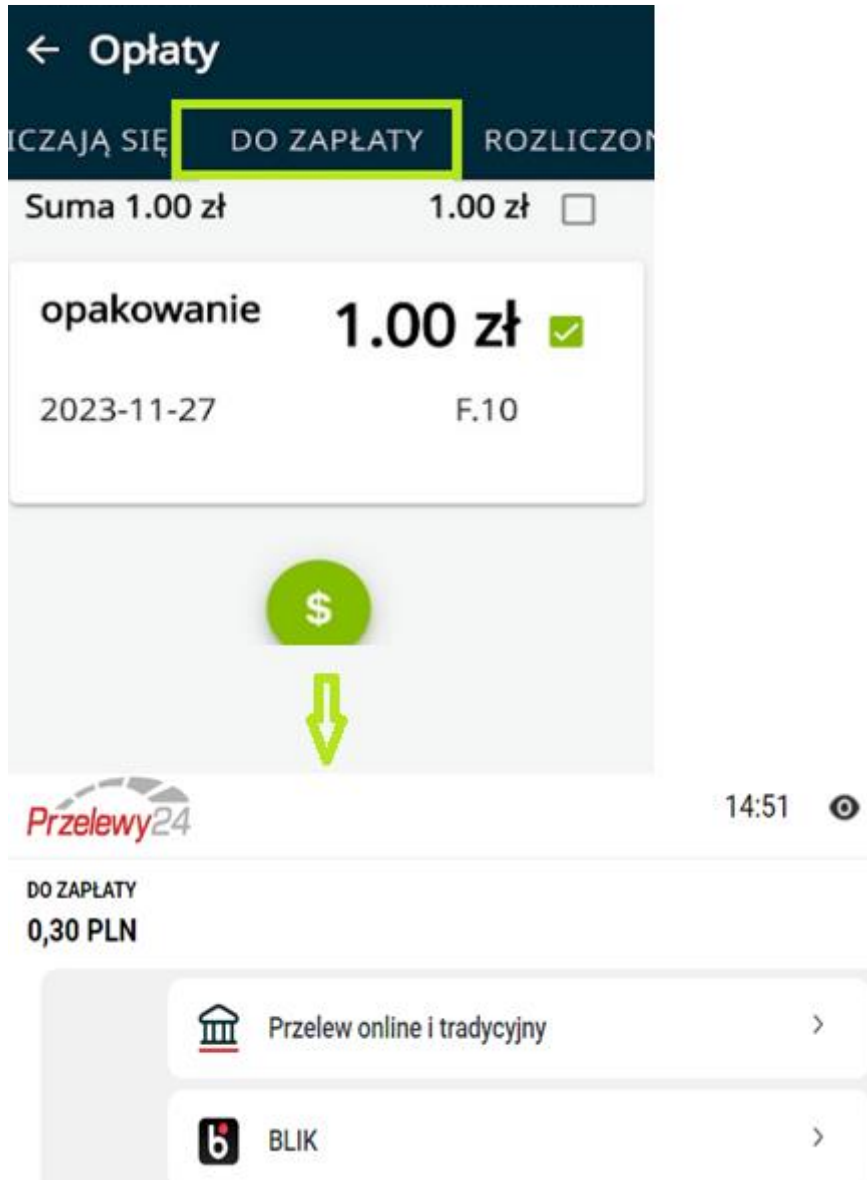 ← Opłaty
ICZAJĄ SIĘ DO ZAPŁATY ROZLICZON
Suma 1.00 zł 1.00 zł
opakowanie 1.00 zł
2023-11-27 F.10
$
Przelewy24 14:51
DO ZAPŁATY
0,30 PLN
Przelew online i tradycyjny
BLIK